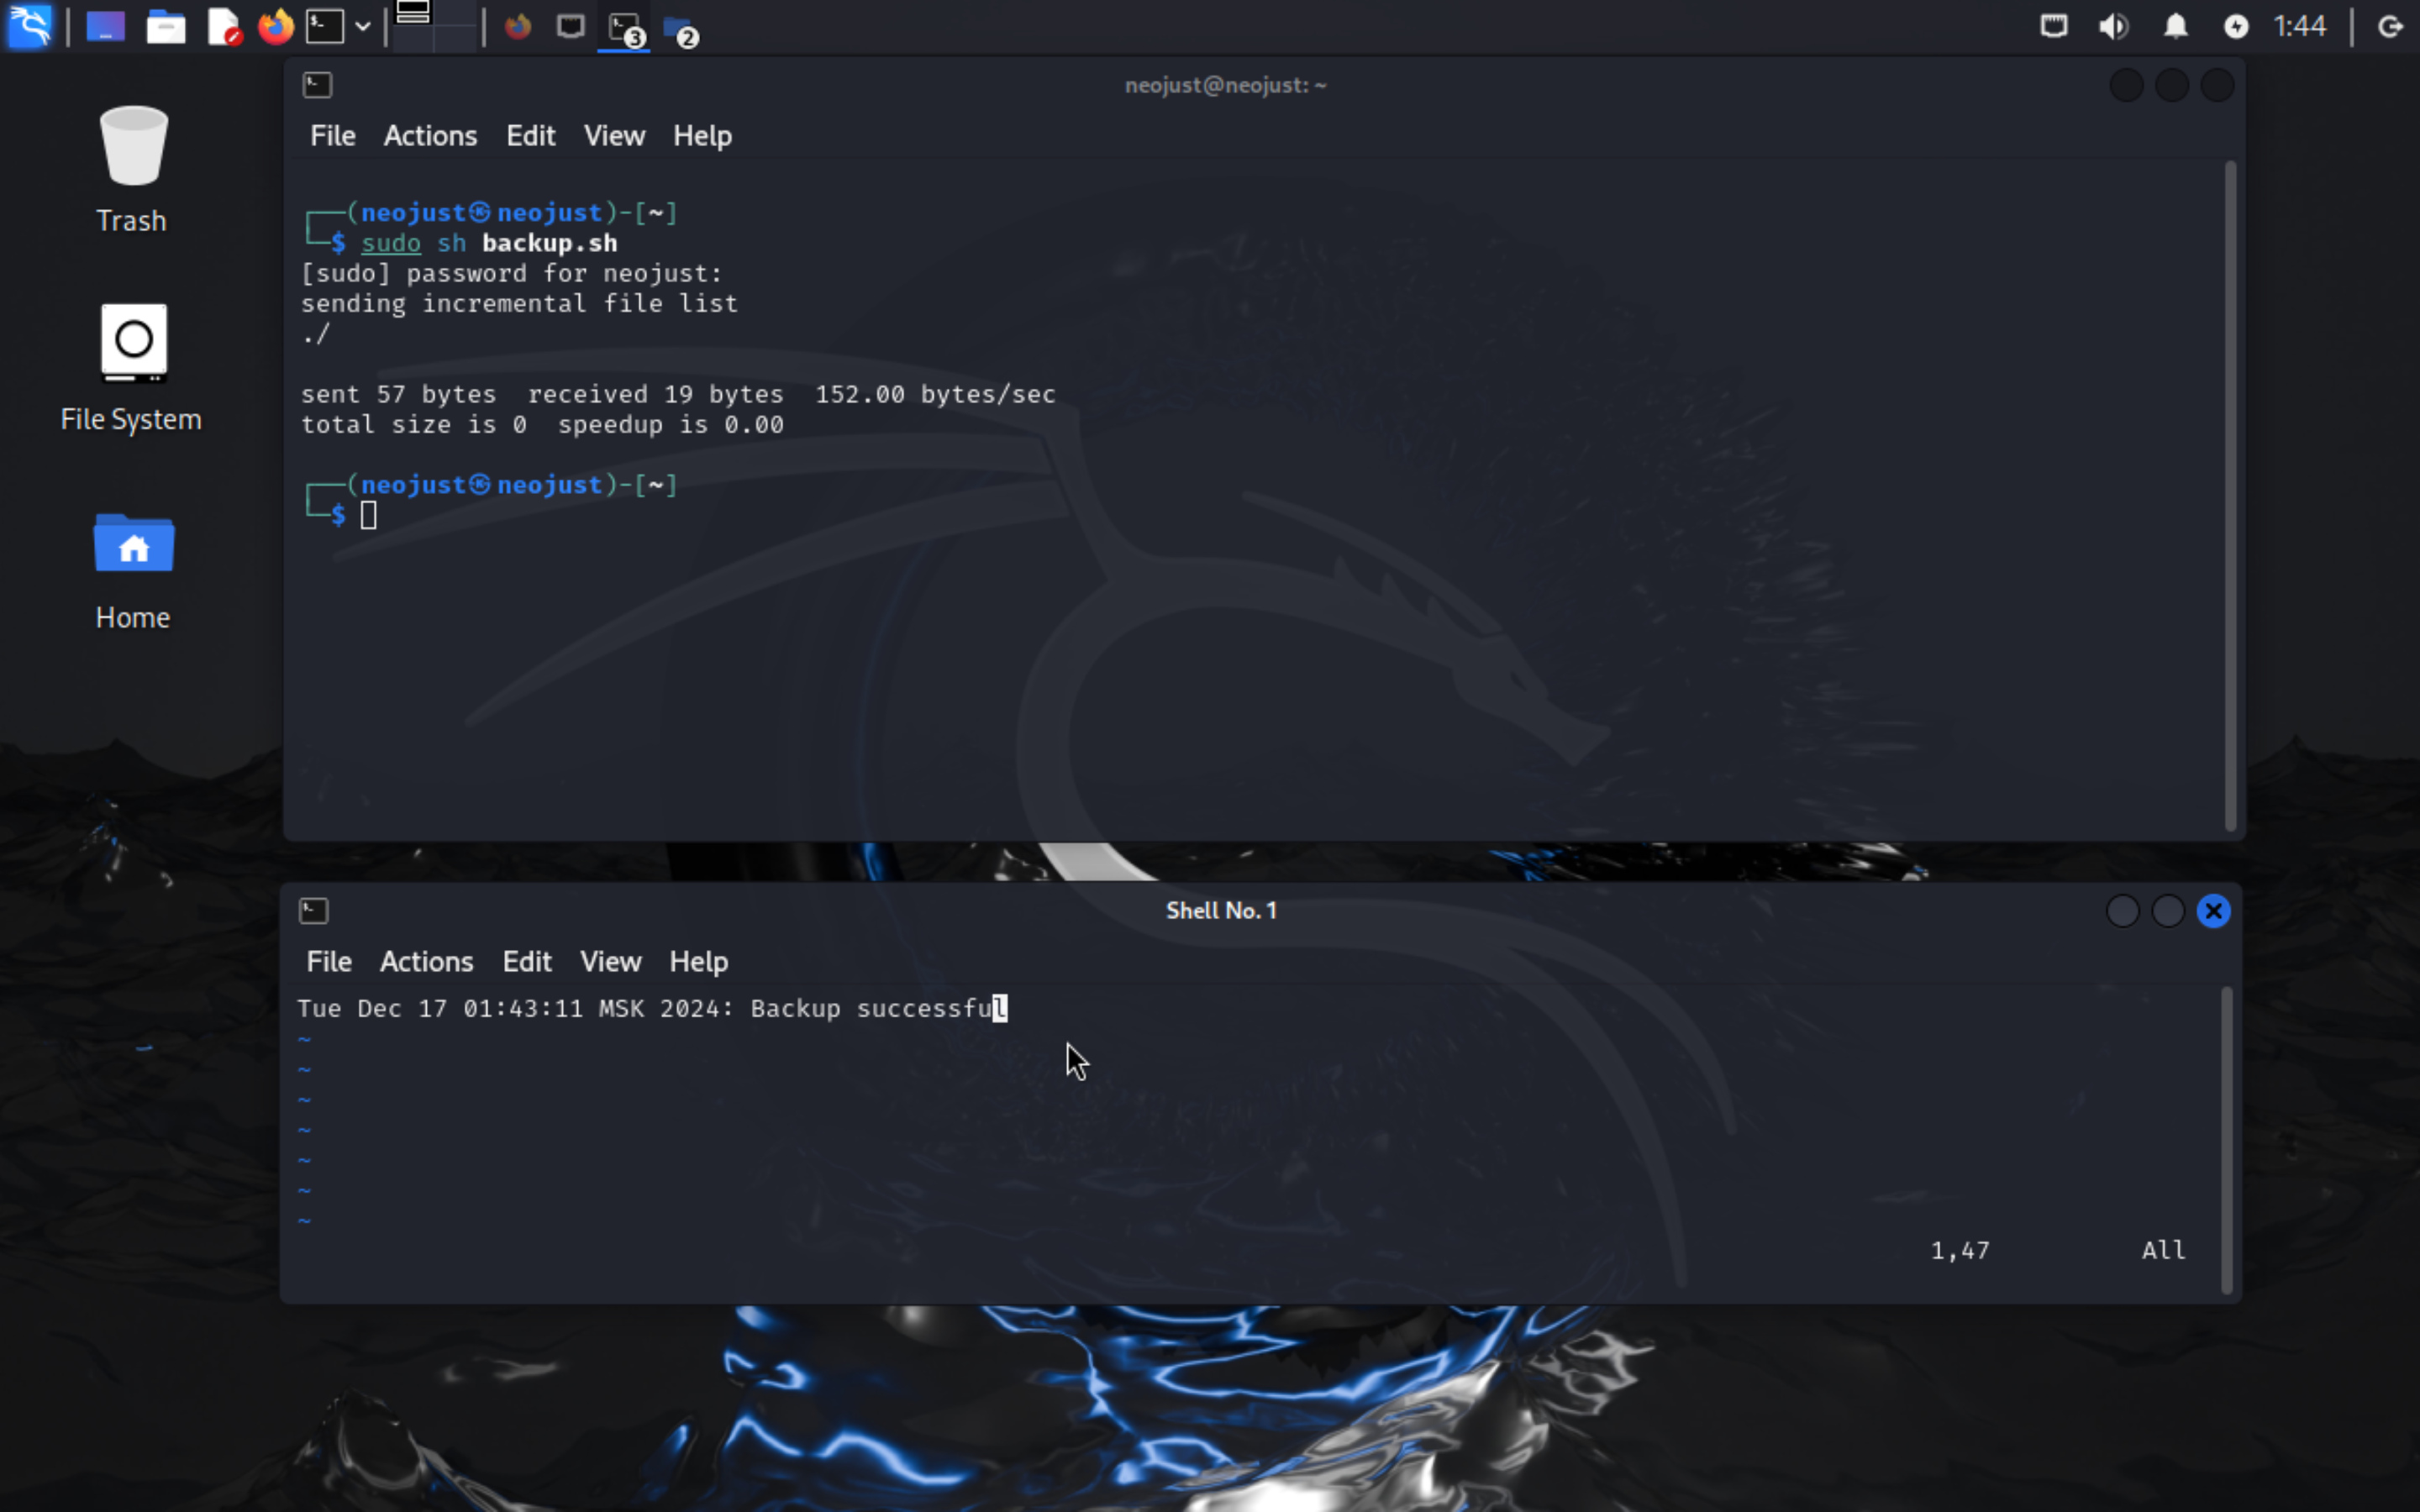 3
2
1:44
Trash
File System
Home
neojust@neojust: ~
File Actions Edit View Help
┌──(neojust㉿neojust)-[~]
└─$ sudo sh backup.sh
[sudo] password for neojust:
sending incremental file list
./
sent 57 bytes  received 19 bytes  152.00 bytes/sec
total size is 0  speedup is 0.00
┌──(neojust㉿neojust)-[~]
└─$
Shell No. 1
File Actions Edit View Help
Tue Dec 17 01:43:11 MSK 2024: Backup successful
~
~
~
~
~
~
~
1,47 All